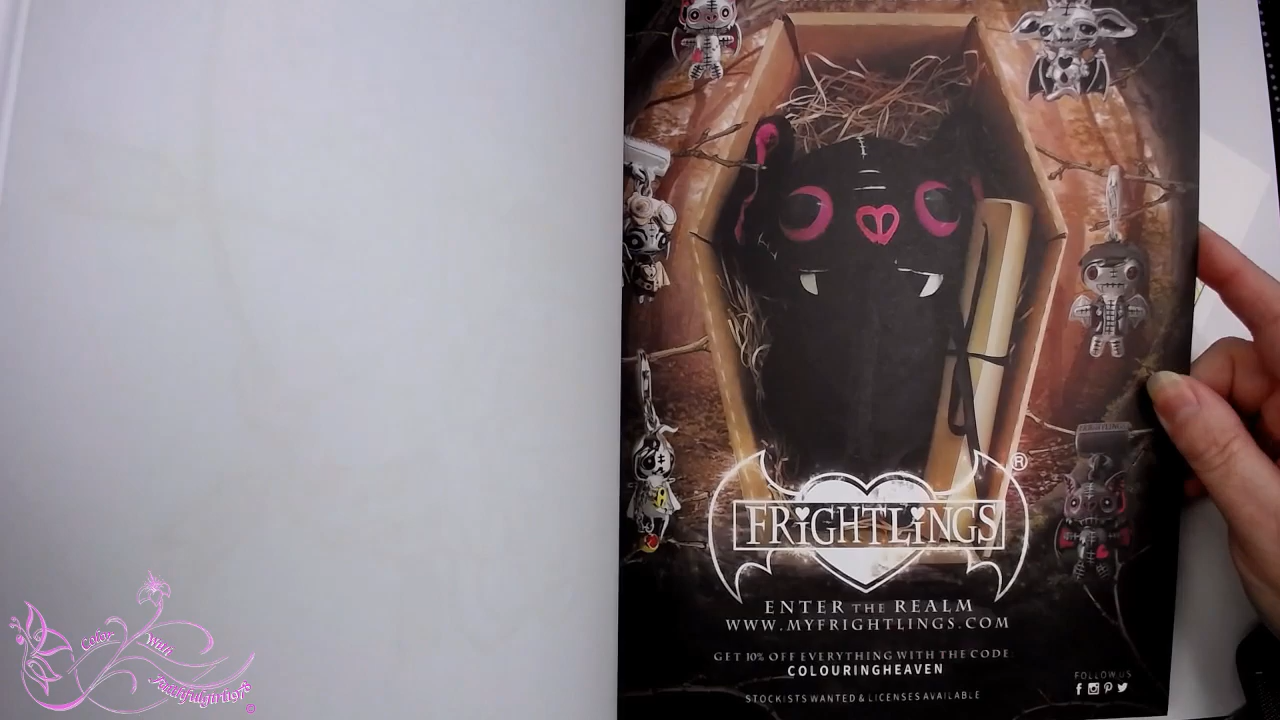 FRiGHTLiNGS ®
ENTER THE REALM
WWW.MYFRIGHTLINGS.COM
GET 10% OFF EVERYTHING WITH THE CODE:
COLOURINGHEAVEN
STOCKISTS WANTED & LICENSES AVAILABLE
FOLLOW US
Color With